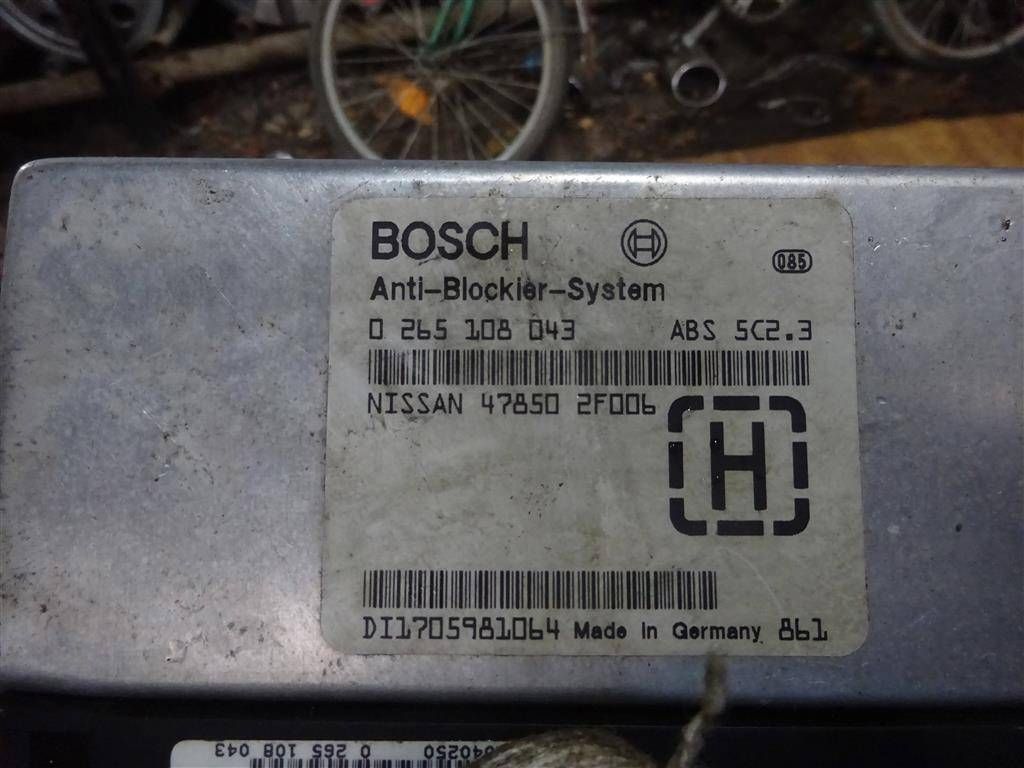 BOSCH
085
Anti-Blockier-System
0 265 108 043 ABS 5C2.3
NISSAN 47850 2F006
H
DI1705981064 Made in Germany 861
0 265 108 043